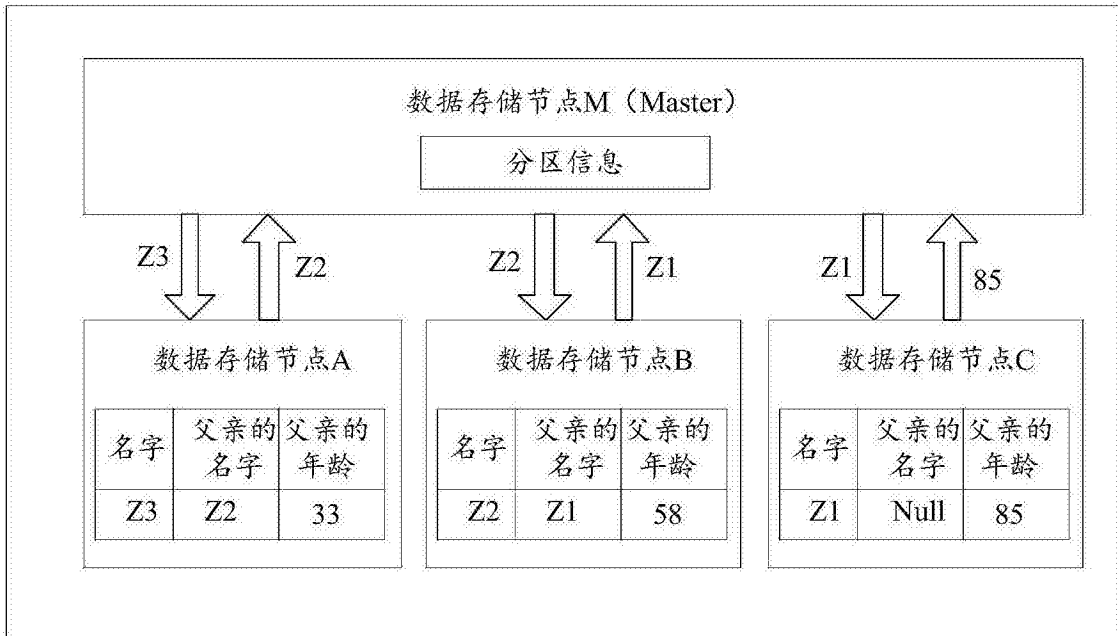 数据存储节点M（Master）
分区信息
Z3
Z2
Z2
Z1
Z1
85
数据存储节点A
名字 父亲的名字 父亲的年龄
Z3 Z2 33
数据存储节点B
名字 父亲的名字 父亲的年龄
Z2 Z1 58
数据存储节点C
名字 父亲的名字 父亲的年龄
Z1 Null 85